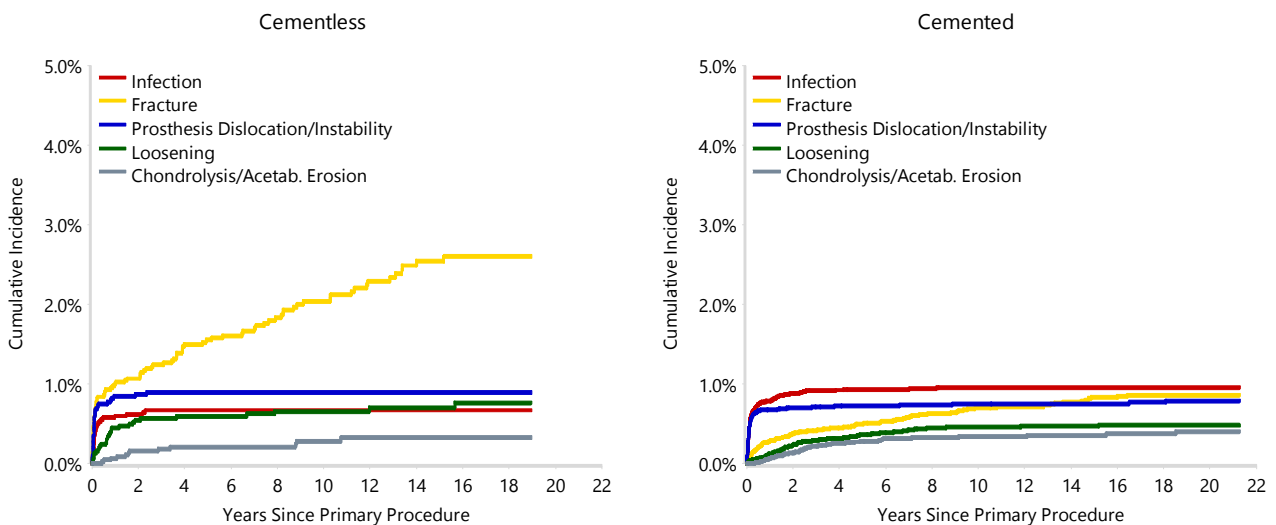 Cementless
5.0%
4.0%
3.0%
2.0%
1.0%
0.0%
Cumulative Incidence
Infection
Fracture
Prosthesis Dislocation/Instability
Loosening
Chondrolysis/Acetab. Erosion
0 2 4 6 8 10 12 14 16 18 20 22
Years Since Primary Procedure
Cemented
5.0%
4.0%
3.0%
2.0%
1.0%
0.0%
Cumulative Incidence
Infection
Fracture
Prosthesis Dislocation/Instability
Loosening
Chondrolysis/Acetab. Erosion
0 2 4 6 8 10 12 14 16 18 20 22
Years Since Primary Procedure